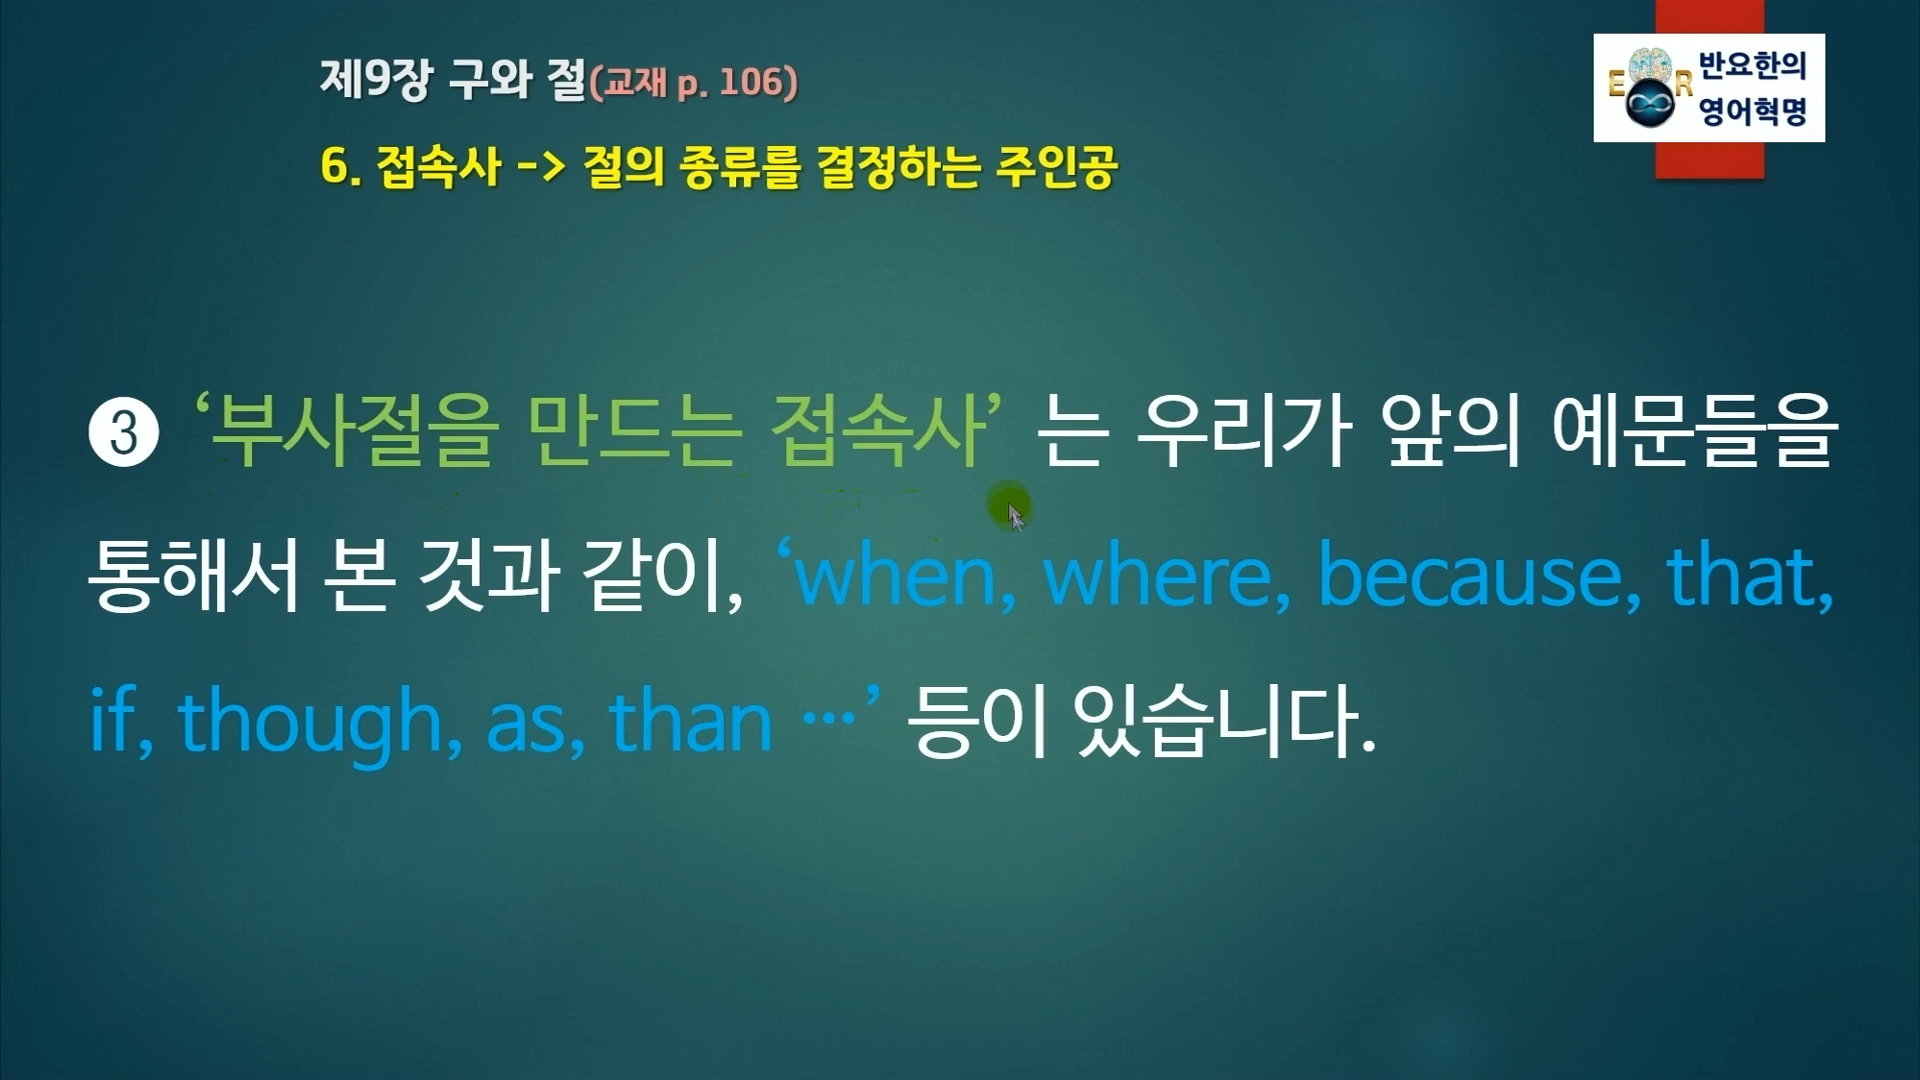 제9장 구와 절(교재 p. 106)
6. 접속사 -> 절의 종류를 결정하는 주인공
E R 반요한의
영어혁명
❸ ‘부사절을 만드는 접속사’ 는 우리가 앞의 예문들을
통해서 본 것과 같이, ‘when, where, because, that,
if, though, as, than …’ 등이 있습니다.